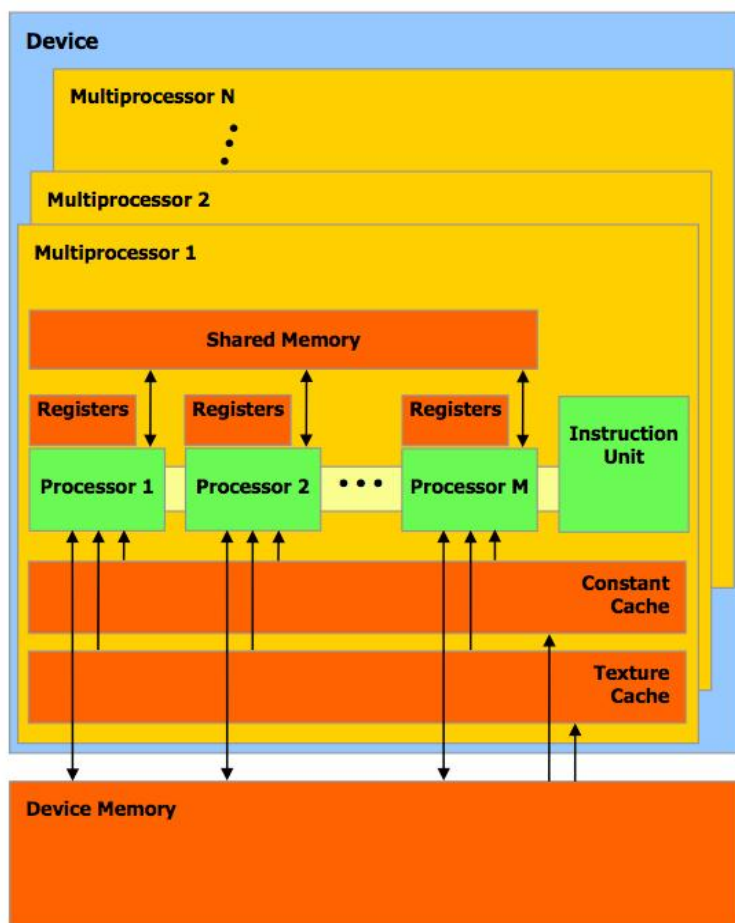 Device
Multiprocessor N
Multiprocessor 2
Multiprocessor 1
Shared Memory
Registers
Registers
Registers
Instruction
Unit
Processor 1
Processor 2
Processor M
Constant
Cache
Texture
Cache
Device Memory